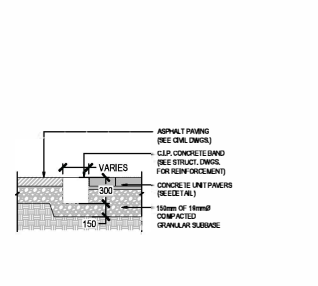 ASPHALT PAVING
(SEE CIVIL DWGS.)
C.I.P. CONCRETE BAND
(SEE STRUCT. DWGS.
FOR REINFORCEMENT)
VARIES
300
CONCRETE UNIT PAVERS
(SEE DETAIL)
150mm OF 19mmØ
COMPACTED
GRANULAR SUBBASE
150